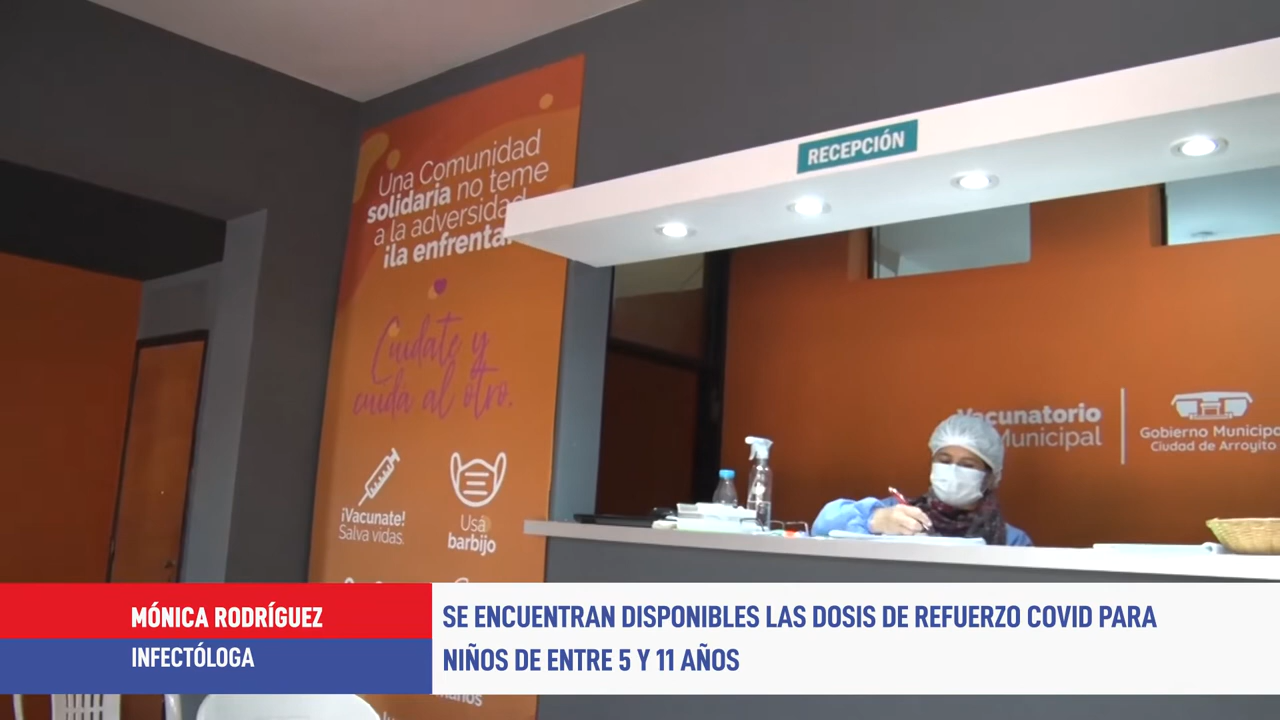 Una Comunidad
solidaria no teme
a la adversidad
¡la enfrenta
Cuidate y
cuidá al otro.
¡Vacunate!
Salva vidas.
Usá
barbijo
RECEPCIÓN
Vacunatorio
Municipal
Gobierno Municipa
Ciudad de Arroyito
MÓNICA RODRÍGUEZ
INFECTÓLOGA
SE ENCUENTRAN DISPONIBLES LAS DOSIS DE REFUERZO COVID PARA
NIÑOS DE ENTRE 5 Y 11 AÑOS